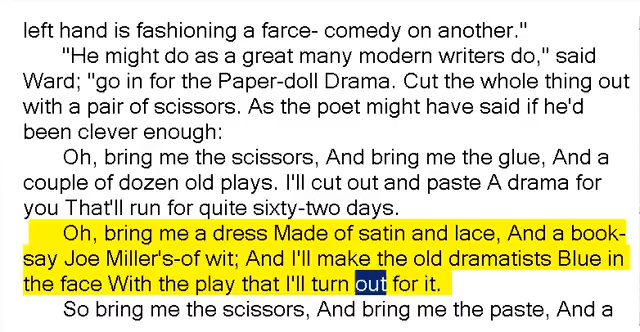 left hand is fashioning a farce- comedy on another."
"He might do as a great many modern writers do," said
Ward; "go in for the Paper-doll Drama. Cut the whole thing out
with a pair of scissors. As the poet might have said if he'd
been clever enough:
Oh, bring me the scissors, And bring me the glue, And a
couple of dozen old plays. I'll cut out and paste A drama for
you That'll run for quite sixty-two days.
Oh, bring me a dress Made of satin and lace, And a book-
say Joe Miller's-of wit; And I'll make the old dramatists Blue in
the face With the play that I'll turn out for it.
So bring me the scissors, And bring me the paste, And a